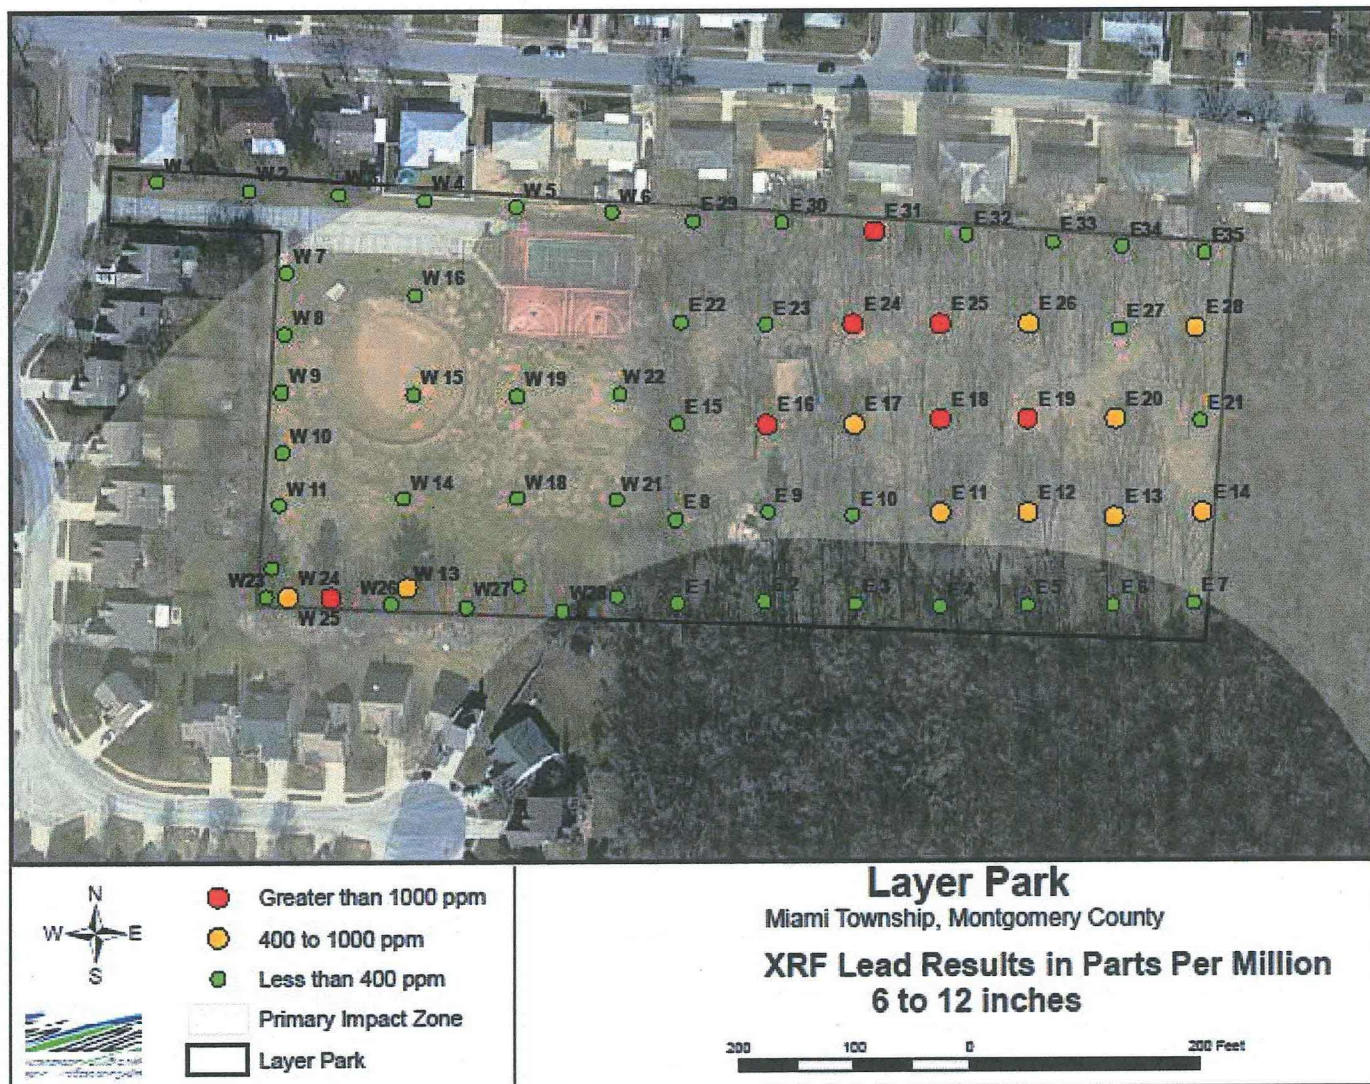 W 2
W 4
W 5
W 6
E 29
E 30
E 31
E 32
E 33
E34
E35
W 7
W 16
W 8
E 22
E 23
E 24
E 25
E 26
E 27
E 28
W 9
W 15
W 19
W 22
E 15
E 16
E 17
E 18
E 19
E 20
E 21
W 10
W 11
W 14
W 18
W 21
E 8
E 9
E 10
E 11
E 12
E 13
E 14
W23
W 24
W 25
W26
W 13
W27
W28
E 1
E 2
E 3
E 4
E 5
E 6
E 7
N
W E
S
Greater than 1000 ppm
400 to 1000 ppm
Less than 400 ppm
Primary Impact Zone
Layer Park
Layer Park
Miami Township, Montgomery County
XRF Lead Results in Parts Per Million
6 to 12 inches
200 100 0 200 Feet